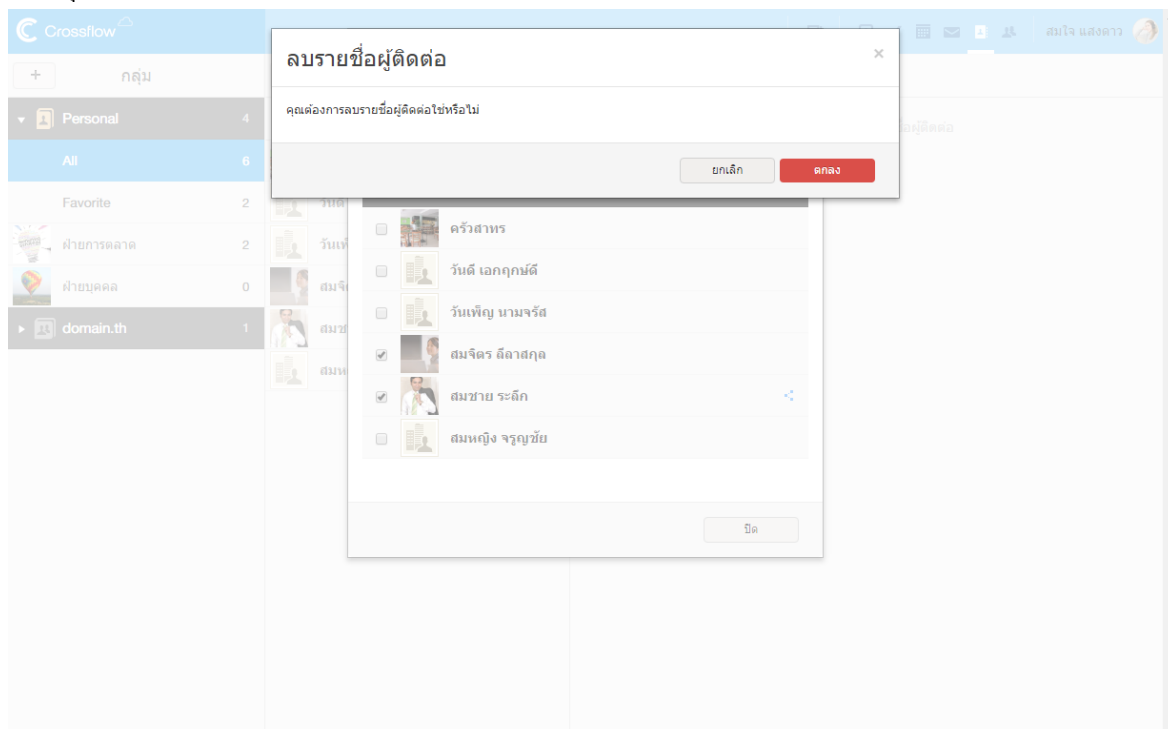 Crossflow
สมใจ แสงดาว
ลบรายชื่อผู้ติดต่อ
×
คุณต้องการลบรายชื่อผู้ติดต่อใช่หรือไม่
ยกเลิก
ตกลง
+ กลุ่ม
Personal 4
All 6
Favorite 2
ฝ่ายการตลาด 2
ฝ่ายบุคคล 0
domain.th 1
ครัวสาทร
วันดี เอกฤกษ์ดี
วันเพ็ญ นามจรัส
สมจิตร ลีลาสกุล
สมชาย ระลึก
สมหญิง จรูญชัย
ปิด